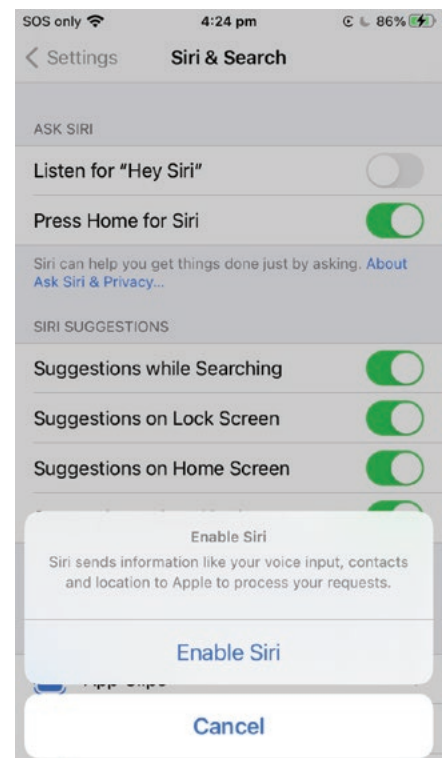 SOS only 4:24 pm 86%
Settings Siri & Search
ASK SIRI
Listen for "Hey Siri"
Press Home for Siri
Siri can help you get things done just by asking. About
Ask Siri & Privacy...
SIRI SUGGESTIONS
Suggestions while Searching
Suggestions on Lock Screen
Suggestions on Home Screen
Enable Siri
Siri sends information like your voice input, contacts
and location to Apple to process your requests.
Enable Siri
Cancel